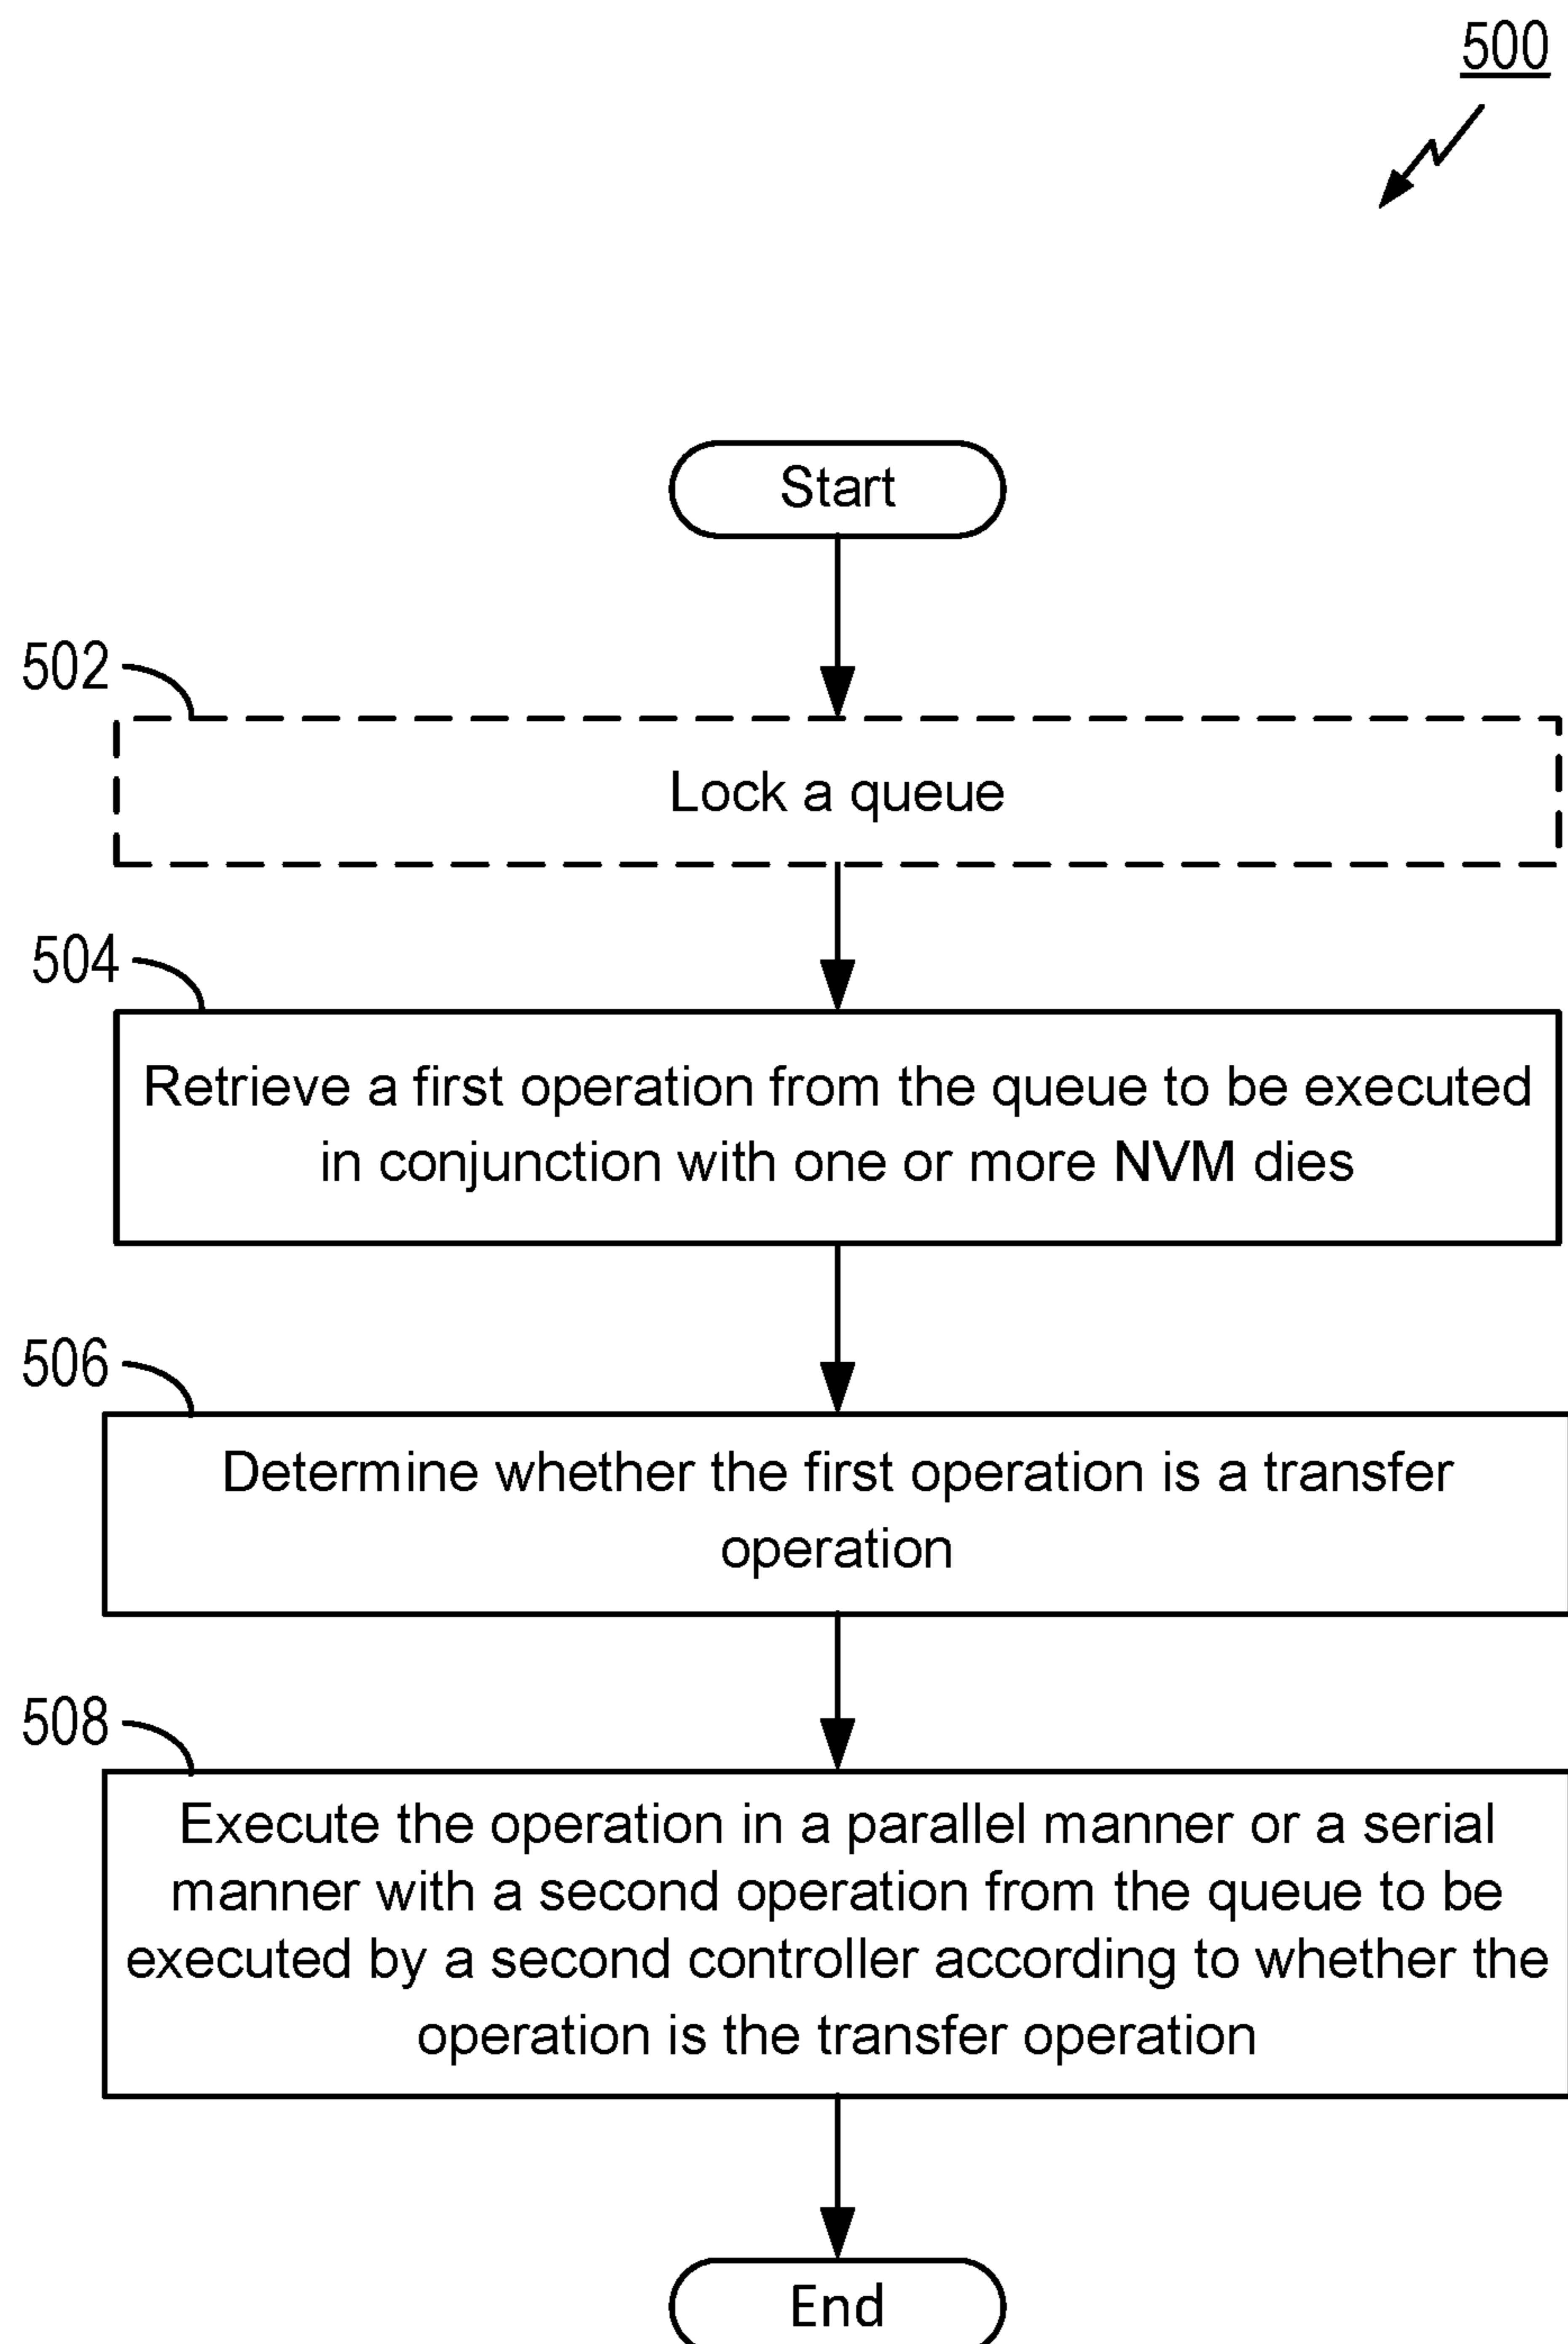 500
Start
502
Lock a queue
504
Retrieve a first operation from the queue to be executed
in conjunction with one or more NVM dies
506
Determine whether the first operation is a transfer
operation
508
Execute the operation in a parallel manner or a serial
manner with a second operation from the queue to be
executed by a second controller according to whether the
operation is the transfer operation
End